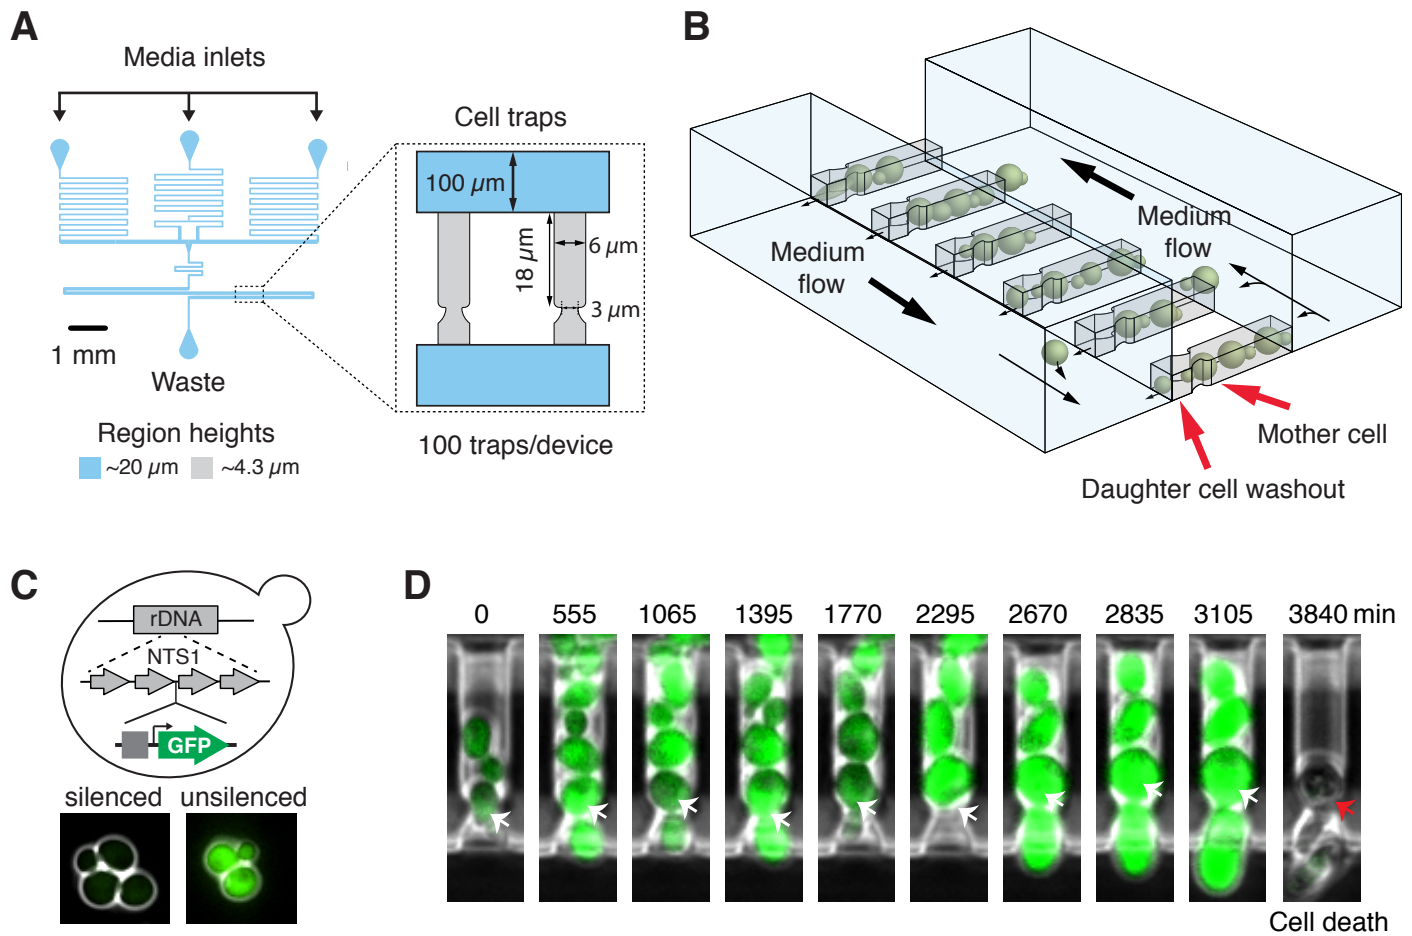 A
Media inlets
1 mm
Waste
Region heights
~20 µm
~4.3 µm
Cell traps
100 µm
18 µm
6 µm
3 µm
100 traps/device
B
Medium
flow
Medium
flow
Mother cell
Daughter cell washout
C
rDNA
NTS1
GFP
silenced
unsilenced
D
0 555 1065 1395 1770 2295 2670 2835 3105 3840 min
Cell death